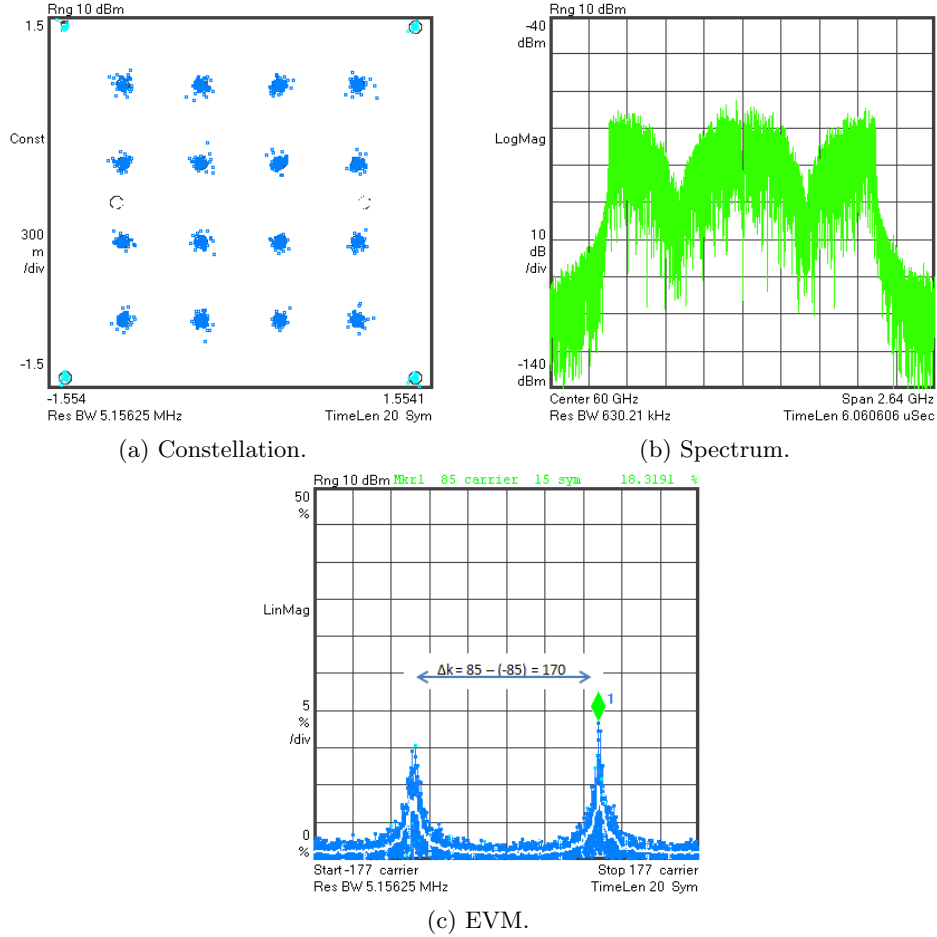 Rng 10 dBm
1.5
Const
300
m
/div
-1.5
-1.554
1.5541
Res BW 5.15625 MHz
TimeLen 20 Sym
(a) Constellation.
Rng 10 dBm
-40
dBm
LogMag
10
dB
/div
-140
dBm
Center 60 GHz
Span 2.64 GHz
Res BW 630.21 kHz
TimeLen 6.060606 uSec
(b) Spectrum.
Rng 10 dBm
Mkr1 85 carrier 15 sym 18.3191 %
50
%
LinMag
Δk = 85 – (-85) = 170
1
5
%
/div
0
%
Start -177 carrier
Stop 177 carrier
Res BW 5.15625 MHz
TimeLen 20 Sym
(c) EVM.